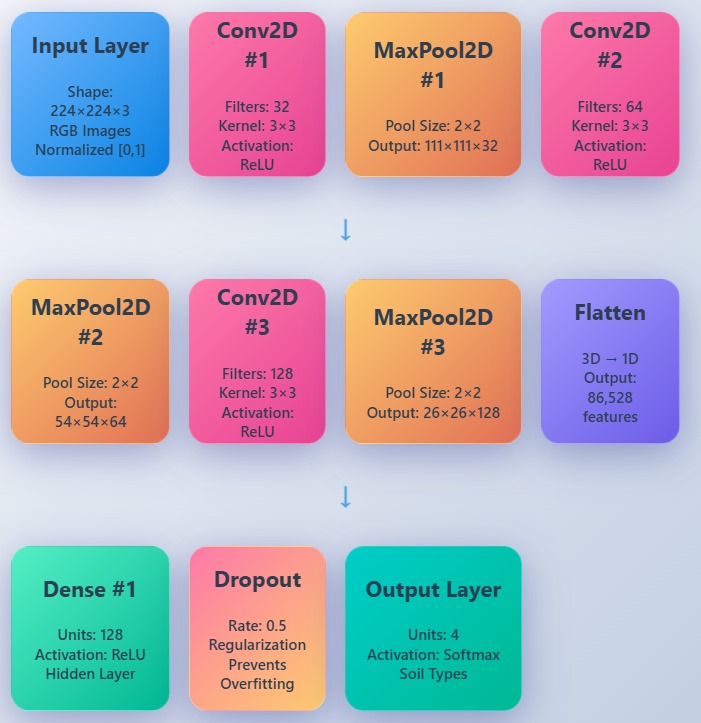 Input Layer
Shape:
224×224×3
RGB Images
Normalized [0,1]
Conv2D
#1
Filters: 32
Kernel: 3×3
Activation:
ReLU
MaxPool2D
#1
Pool Size: 2×2
Output: 111×111×32
Conv2D
#2
Filters: 64
Kernel: 3×3
Activation:
ReLU
↓
MaxPool2D
#2
Pool Size: 2×2
Output:
54×54×64
Conv2D
#3
Filters: 128
Kernel: 3×3
Activation:
ReLU
MaxPool2D
#3
Pool Size: 2×2
Output: 26×26×128
Flatten
3D → 1D
Output:
86,528
features
↓
Dense #1
Units: 128
Activation: ReLU
Hidden Layer
Dropout
Rate: 0.5
Regularization
Prevents
Overfitting
Output Layer
Units: 4
Activation: Softmax
Soil Types